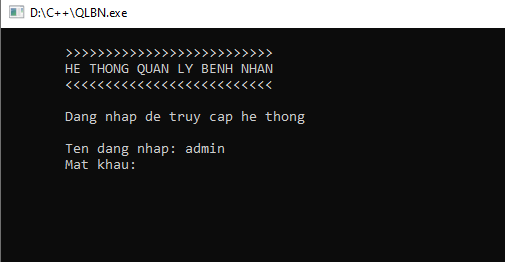 D:\C++\QLBN.exe
>>>>>>>>>>>>>>>>>>>>>>>>>>
HE THONG QUAN LY BENH NHAN
<<<<<<<<<<<<<<<<<<<<<<<<<<
Dang nhap de truy cap he thong
Ten dang nhap: admin
Mat khau: